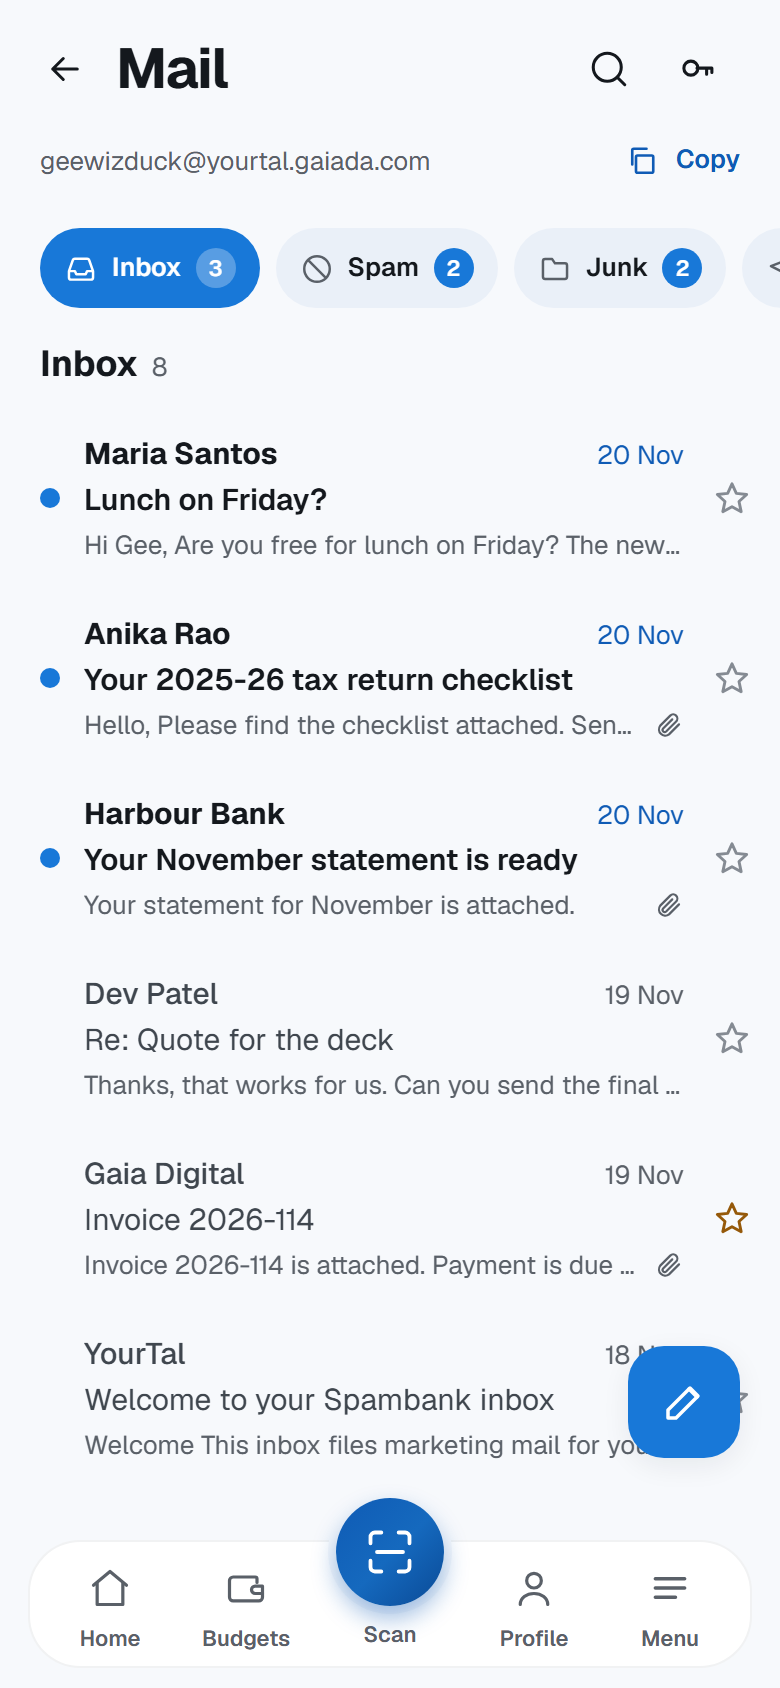 Mail
geewizduck@yourtal.gaiada.com
Copy
Inbox 3
Spam 2
Junk 2
Inbox 8
Maria Santos 20 Nov
Lunch on Friday?
Hi Gee, Are you free for lunch on Friday? The new...
Anika Rao 20 Nov
Your 2025-26 tax return checklist
Hello, Please find the checklist attached. Sen...
Harbour Bank 20 Nov
Your November statement is ready
Your statement for November is attached.
Dev Patel 19 Nov
Re: Quote for the deck
Thanks, that works for us. Can you send the final ...
Gaia Digital 19 Nov
Invoice 2026-114
Invoice 2026-114 is attached. Payment is due ...
YourTal 18
Welcome to your Spambank inbox
Welcome This inbox files marketing mail for
Home
Budgets
Scan
Profile
Menu